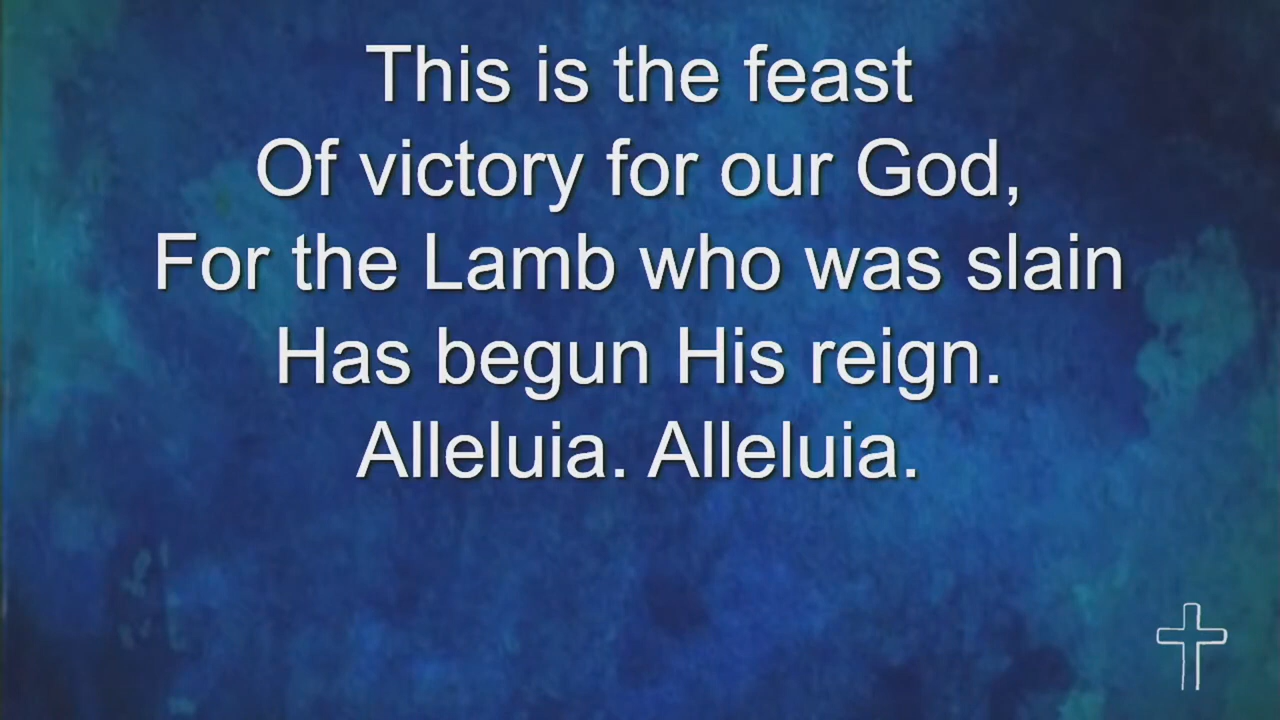 This is the feast
Of victory for our God,
For the Lamb who was slain
Has begun His reign.
Alleluia. Alleluia.